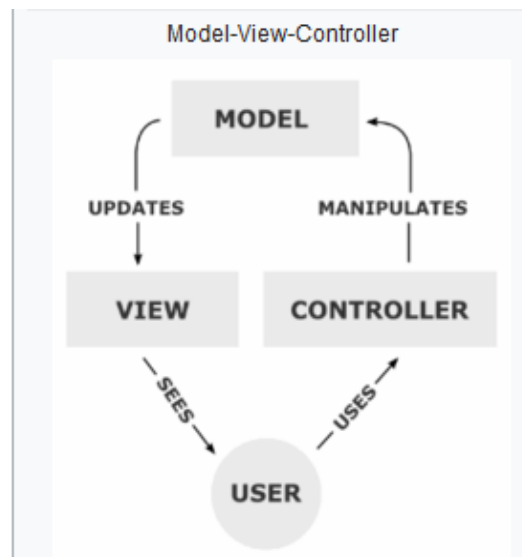 Model-View-Controller
MODEL
UPDATES
MANIPULATES
VIEW
CONTROLLER
SEES
USES
USER